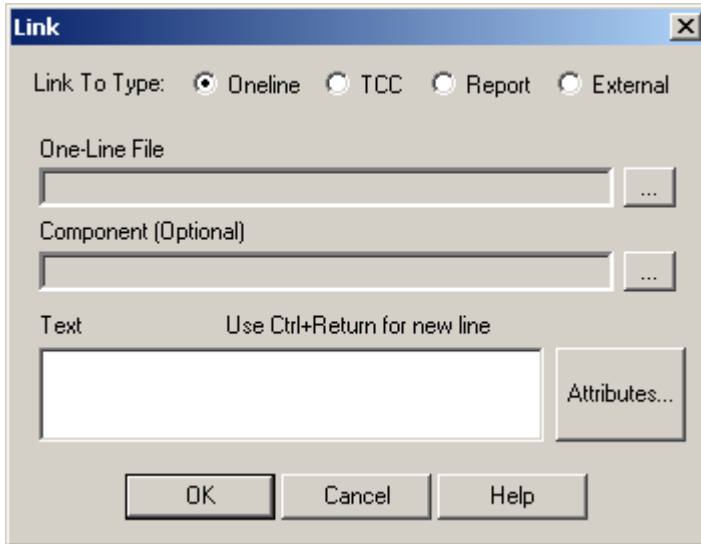 Link
Link To Type: Oneline TCC Report External
One-Line File
...
Component (Optional)
...
Text Use Ctrl+Return for new line
Attributes...
OK Cancel Help